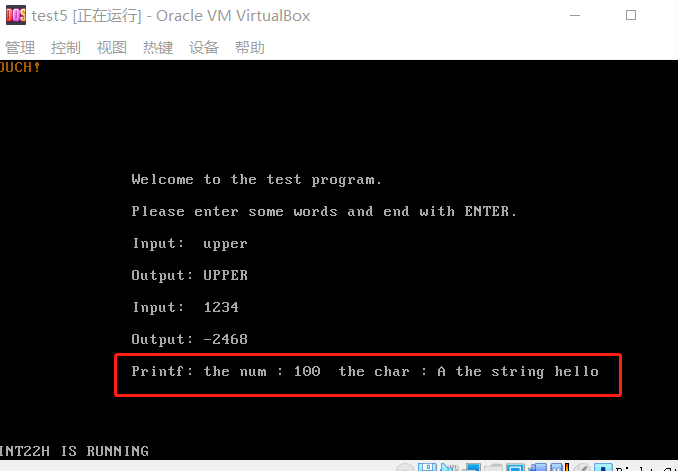 DOS test5 [正在运行] - Oracle VM VirtualBox
管理 控制 视图 热键 设备 帮助
OUCH!
Welcome to the test program.
Please enter some words and end with ENTER.
Input: upper
Output: UPPER
Input: 1234
Output: -2468
Printf: the num : 100 the char : A the string hello
INT22H IS RUNNING